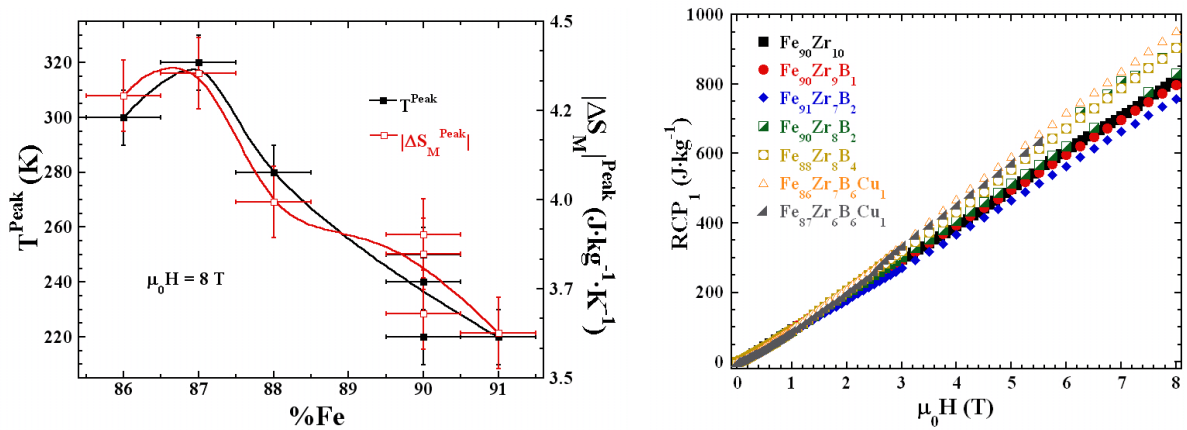 T^Peak (K)
320
300
280
260
240
220
86
87
88
89
90
91
%Fe
T^Peak
|ΔS_M^Peak|
μ₀H = 8 T
4.5
4.2
4.0
3.7
3.5
|ΔS_M|^Peak (J·kg⁻¹·K⁻¹)
RCP₁ (J·kg⁻¹)
1000
800
600
400
200
0
Fe₉₀Zr₁₀
Fe₉₀Zr₉B₁
Fe₉₁Zr₇B₂
Fe₉₀Zr₈B₂
Fe₈₈Zr₈B₄
Fe₈₆Zr₇B₆Cu₁
Fe₈₇Zr₆B₆Cu₁
0
1
2
3
4
5
6
7
8
μ₀H (T)